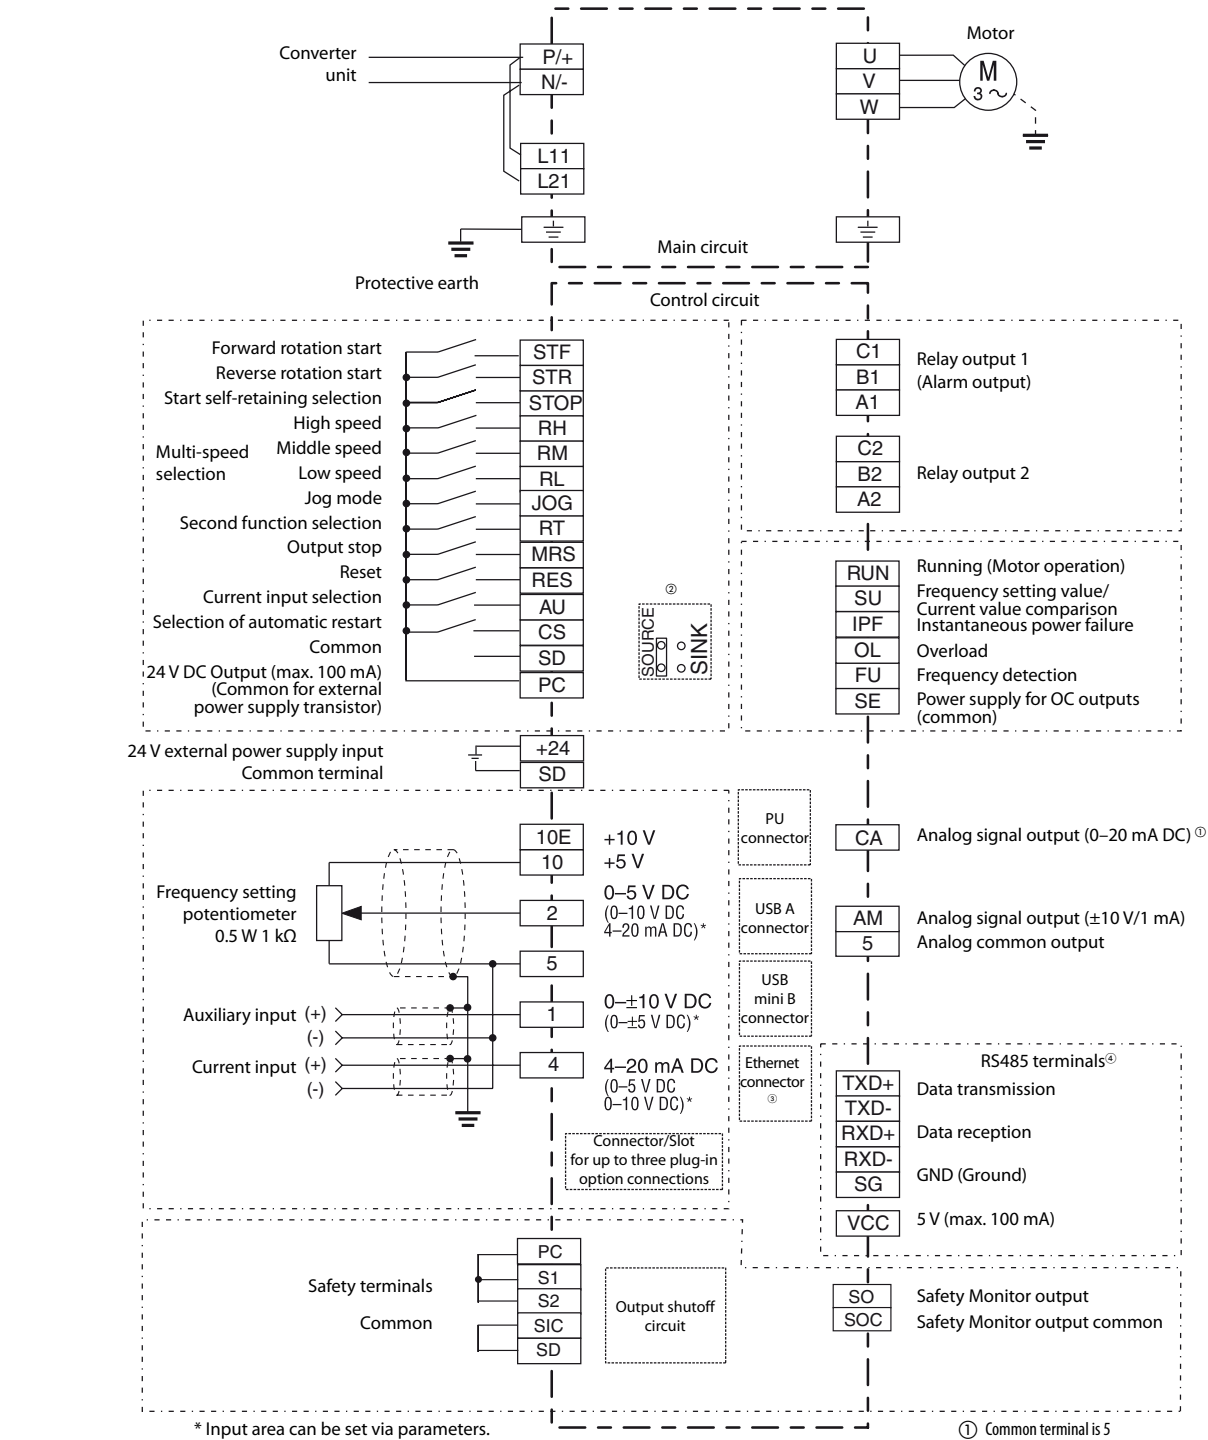 Converter
unit
P/+
N/-
L11
L21
U
V
W
Motor
M
3 ~
Main circuit
Protective earth
Control circuit
Forward rotation start
STF
Reverse rotation start
STR
Start self-retaining selection
STOP
Multi-speed
selection
High speed
RH
Middle speed
RM
Low speed
RL
Jog mode
JOG
Second function selection
RT
Output stop
MRS
Reset
RES
Current input selection
AU
Selection of automatic restart
CS
Common
SD
24 V DC Output (max. 100 mA)
(Common for external
power supply transistor)
PC
②
SOURCE
SINK
C1
B1
A1
Relay output 1
(Alarm output)
C2
B2
A2
Relay output 2
RUN
Running (Motor operation)
SU
Frequency setting value/
Current value comparison
IPF
Instantaneous power failure
OL
Overload
FU
Frequency detection
SE
Power supply for OC outputs
(common)
24 V external power supply input
+24
Common terminal
SD
10E
+10 V
10
+5 V
Frequency setting
potentiometer
0.5 W 1 kΩ
2
0–5 V DC
(0–10 V DC
4–20 mA DC)*
5
Auxiliary input (+)
(-)
1
0–±10 V DC
(0–±5 V DC)*
Current input (+)
(-)
4
4–20 mA DC
(0–5 V DC
0–10 V DC)*
Connector/Slot
for up to three plug-in
option connections
PU
connector
USB A
connector
USB
mini B
connector
Ethernet
connector
③
CA
Analog signal output (0–20 mA DC) ①
AM
Analog signal output (±10 V/1 mA)
5
Analog common output
RS485 terminals④
TXD+
Data transmission
TXD-
RXD+
Data reception
RXD-
SG
GND (Ground)
VCC
5 V (max. 100 mA)
Safety terminals
Common
PC
S1
S2
SIC
SD
Output shutoff
circuit
SO
Safety Monitor output
SOC
Safety Monitor output common
* Input area can be set via parameters.
① Common terminal is 5